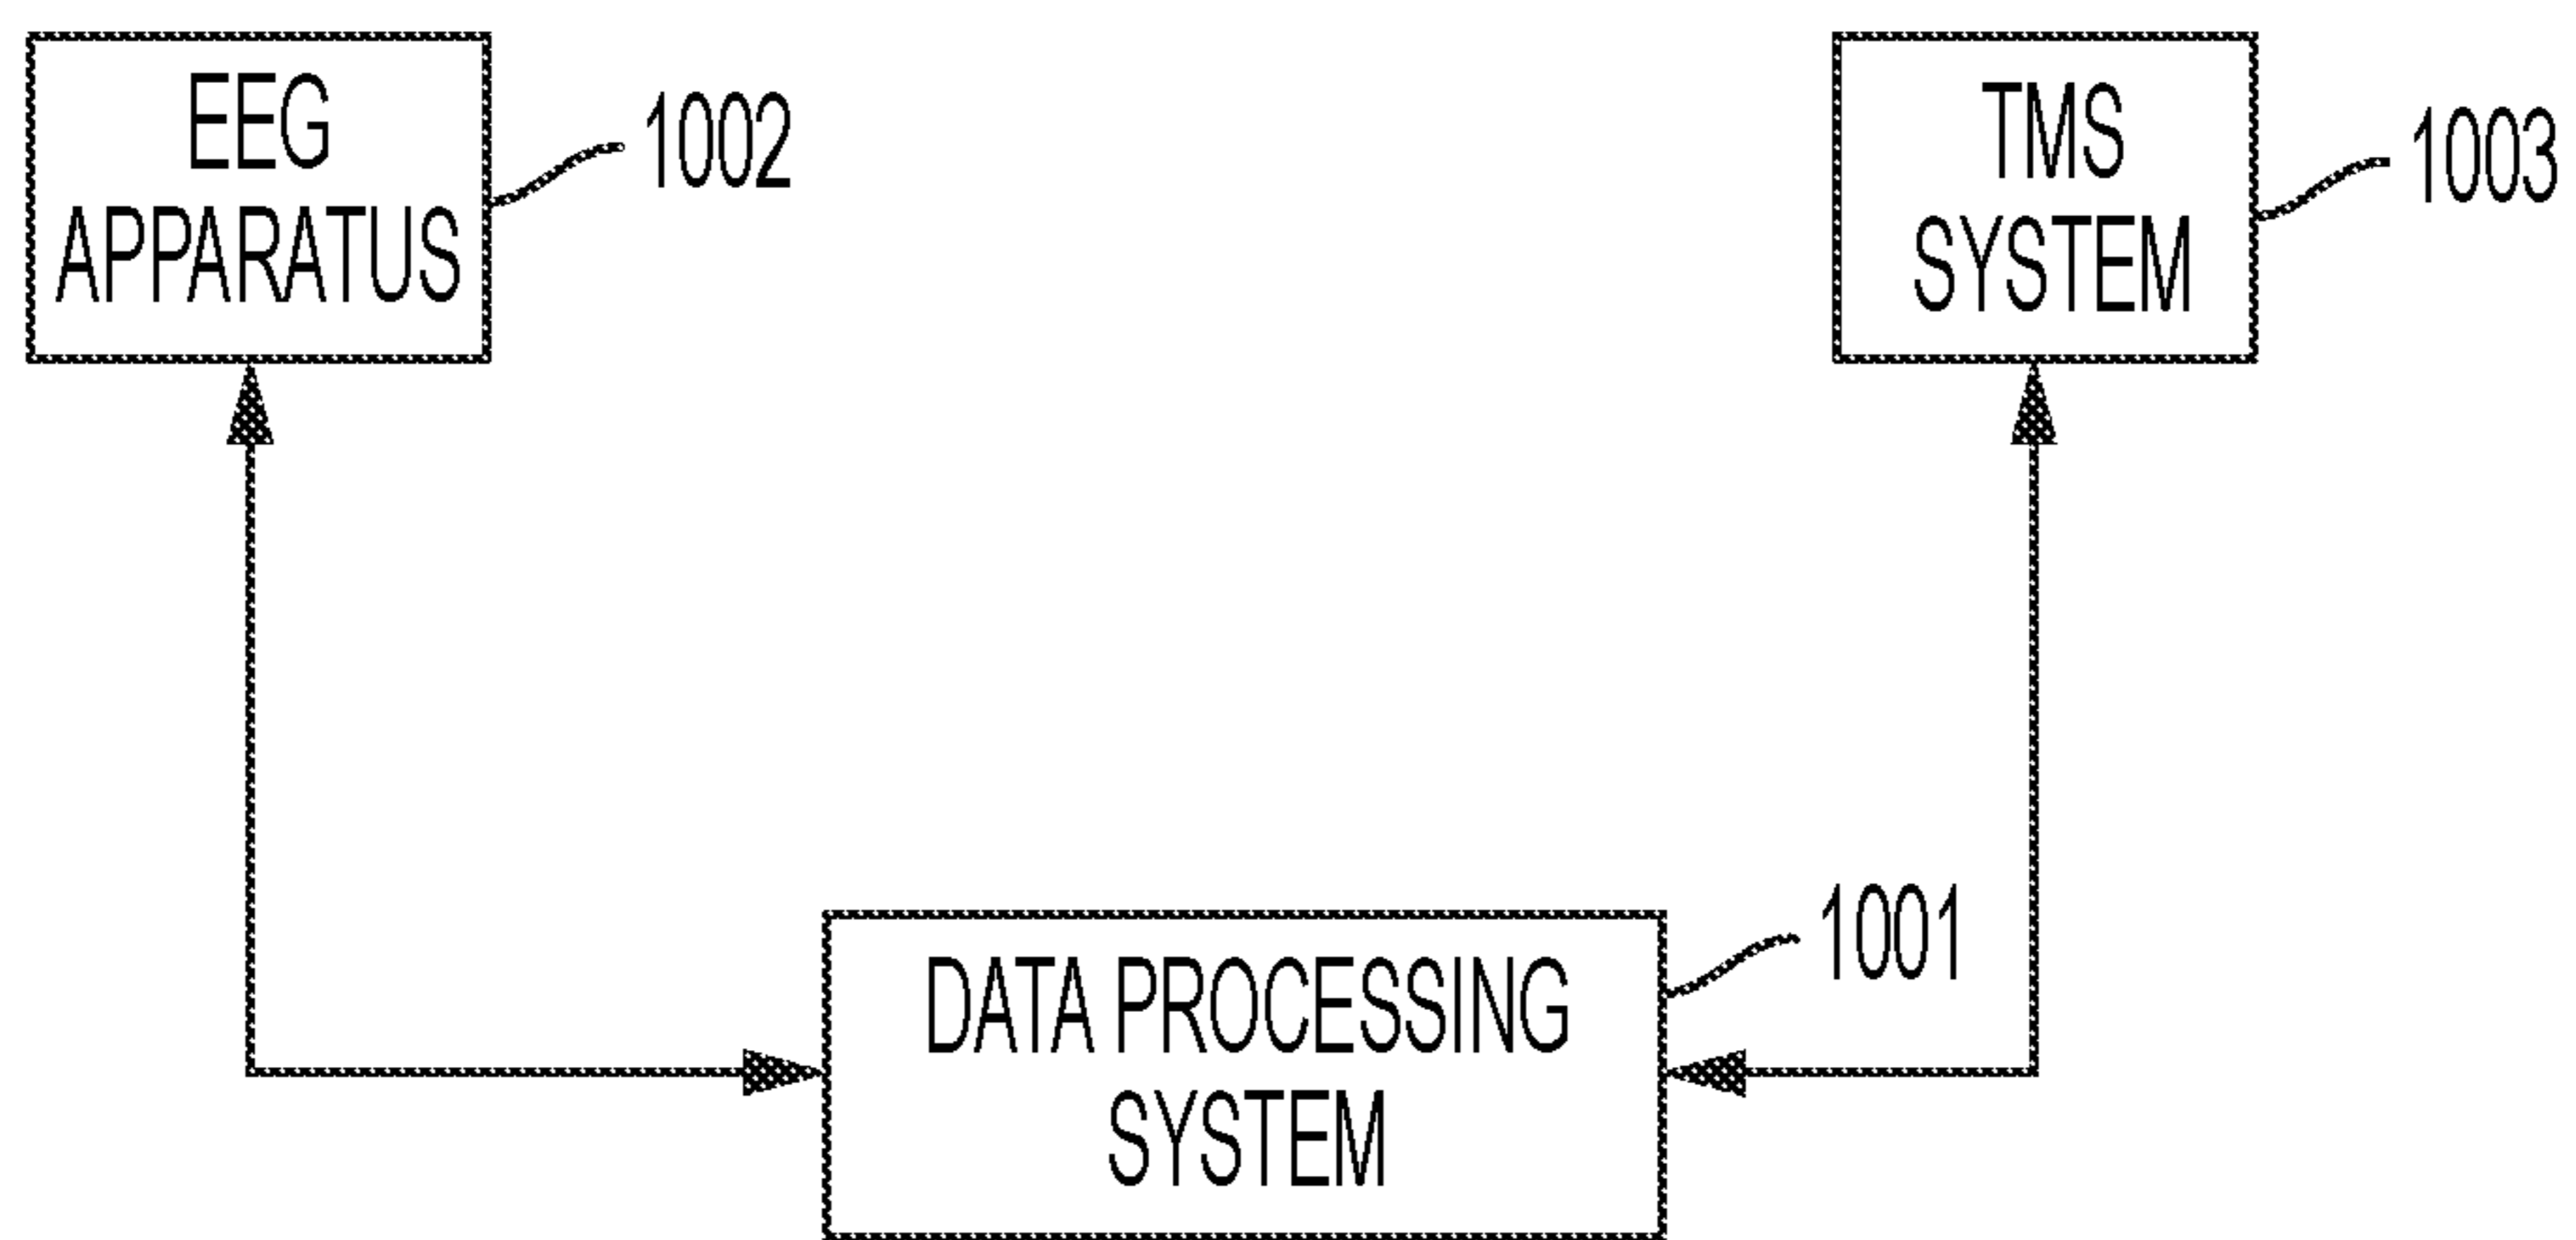 EEG
APPARATUS
1002
TMS
SYSTEM
1003
DATA PROCESSING
SYSTEM
1001